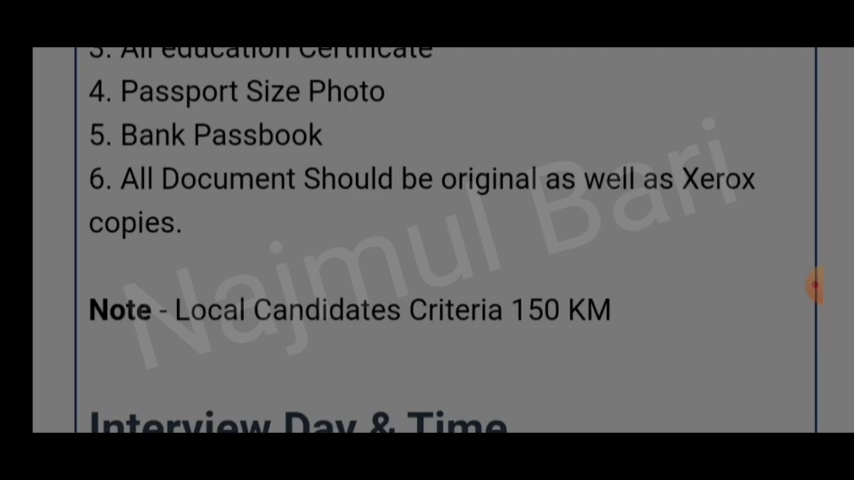 3. All education Certificate
4. Passport Size Photo
5. Bank Passbook
6. All Document Should be original as well as Xerox
copies.
Najmul Bari
Note - Local Candidates Criteria 150 KM
Interview Day & Time